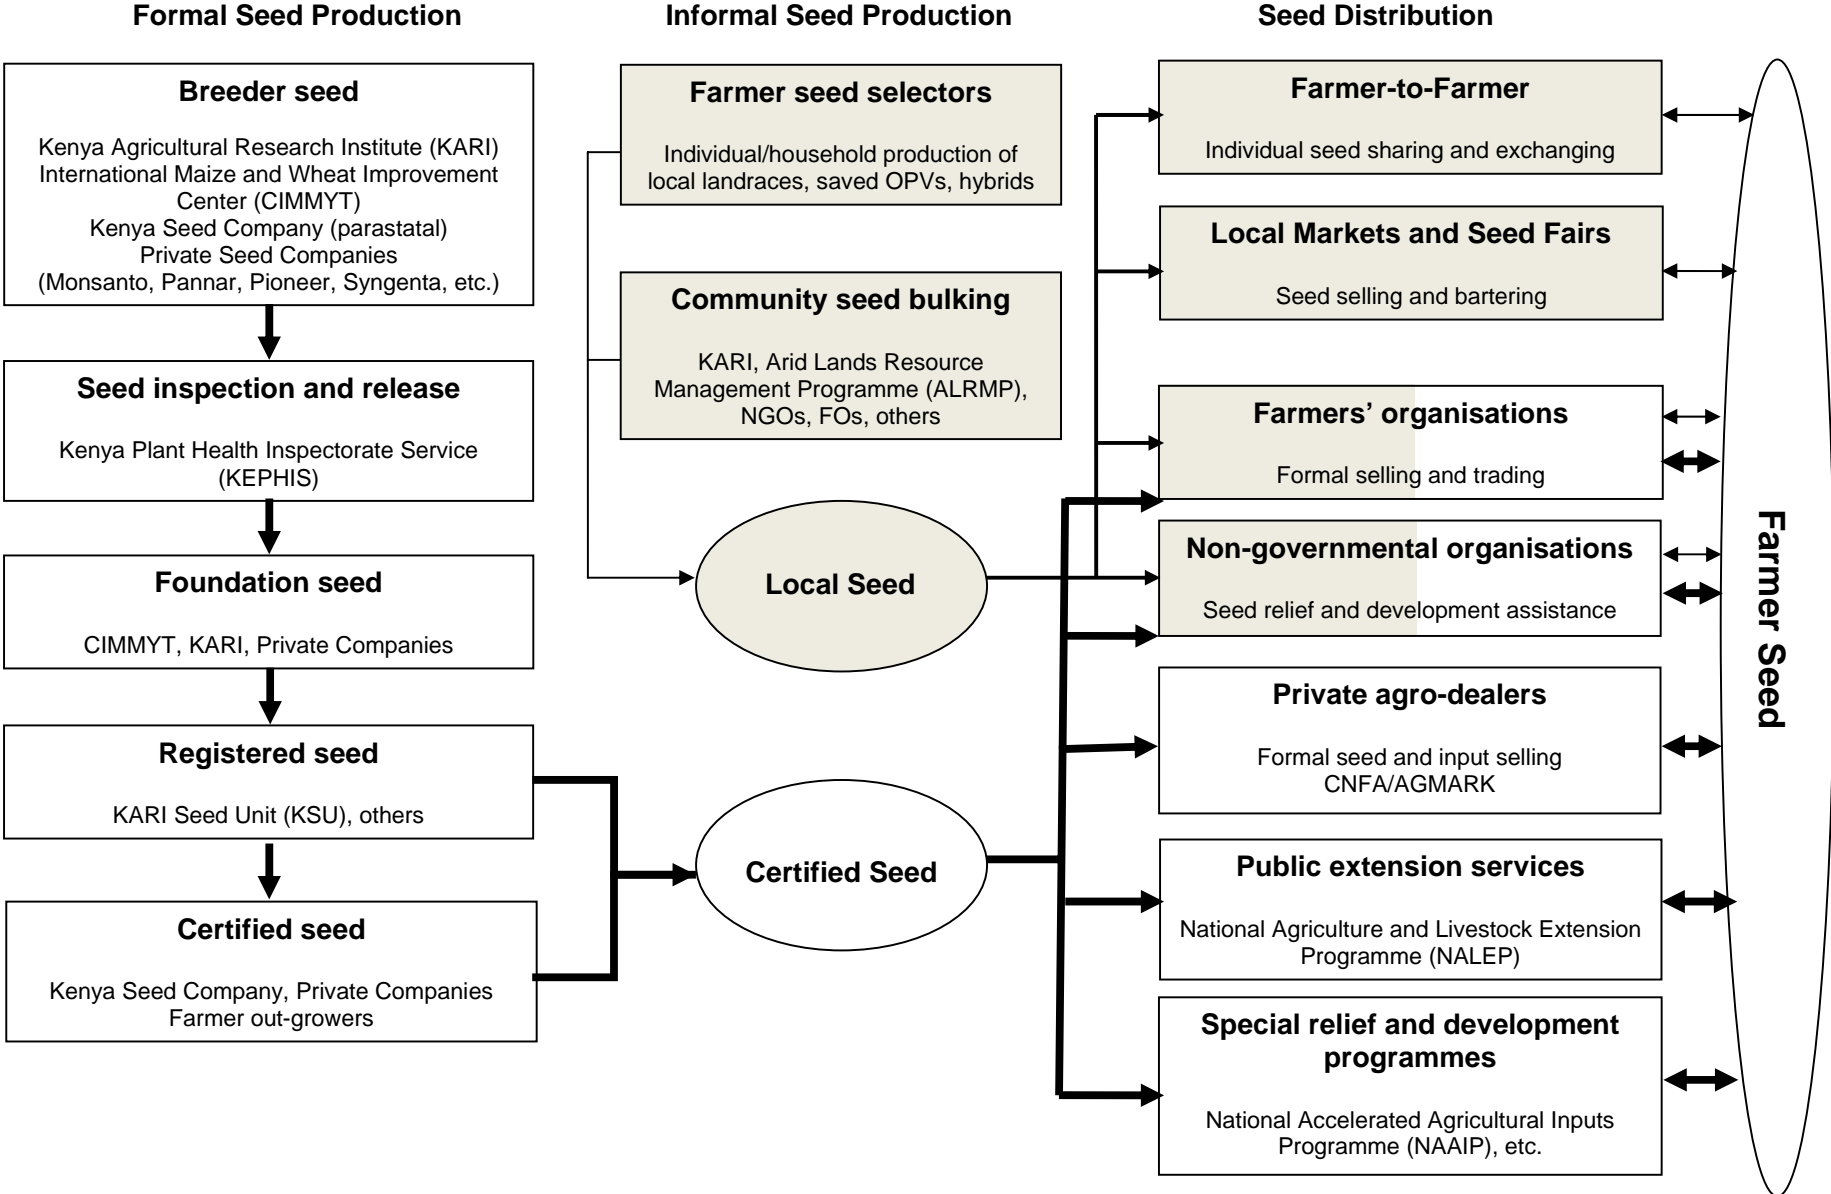 Formal Seed Production
Informal Seed Production
Seed Distribution
Breeder seed
Kenya Agricultural Research Institute (KARI)
International Maize and Wheat Improvement
Center (CIMMYT)
Kenya Seed Company (parastatal)
Private Seed Companies
(Monsanto, Pannar, Pioneer, Syngenta, etc.)
Seed inspection and release
Kenya Plant Health Inspectorate Service
(KEPHIS)
Foundation seed
CIMMYT, KARI, Private Companies
Registered seed
KARI Seed Unit (KSU), others
Certified seed
Kenya Seed Company, Private Companies
Farmer out-growers
Farmer seed selectors
Individual/household production of
local landraces, saved OPVs, hybrids
Community seed bulking
KARI, Arid Lands Resource
Management Programme (ALRMP),
NGOs, FOs, others
Local Seed
Certified Seed
Farmer-to-Farmer
Individual seed sharing and exchanging
Local Markets and Seed Fairs
Seed selling and bartering
Farmers’ organisations
Formal selling and trading
Non-governmental organisations
Seed relief and development assistance
Private agro-dealers
Formal seed and input selling
CNFA/AGMARK
Public extension services
National Agriculture and Livestock Extension
Programme (NALEP)
Special relief and development
programmes
National Accelerated Agricultural Inputs
Programme (NAAIP), etc.
Farmer Seed